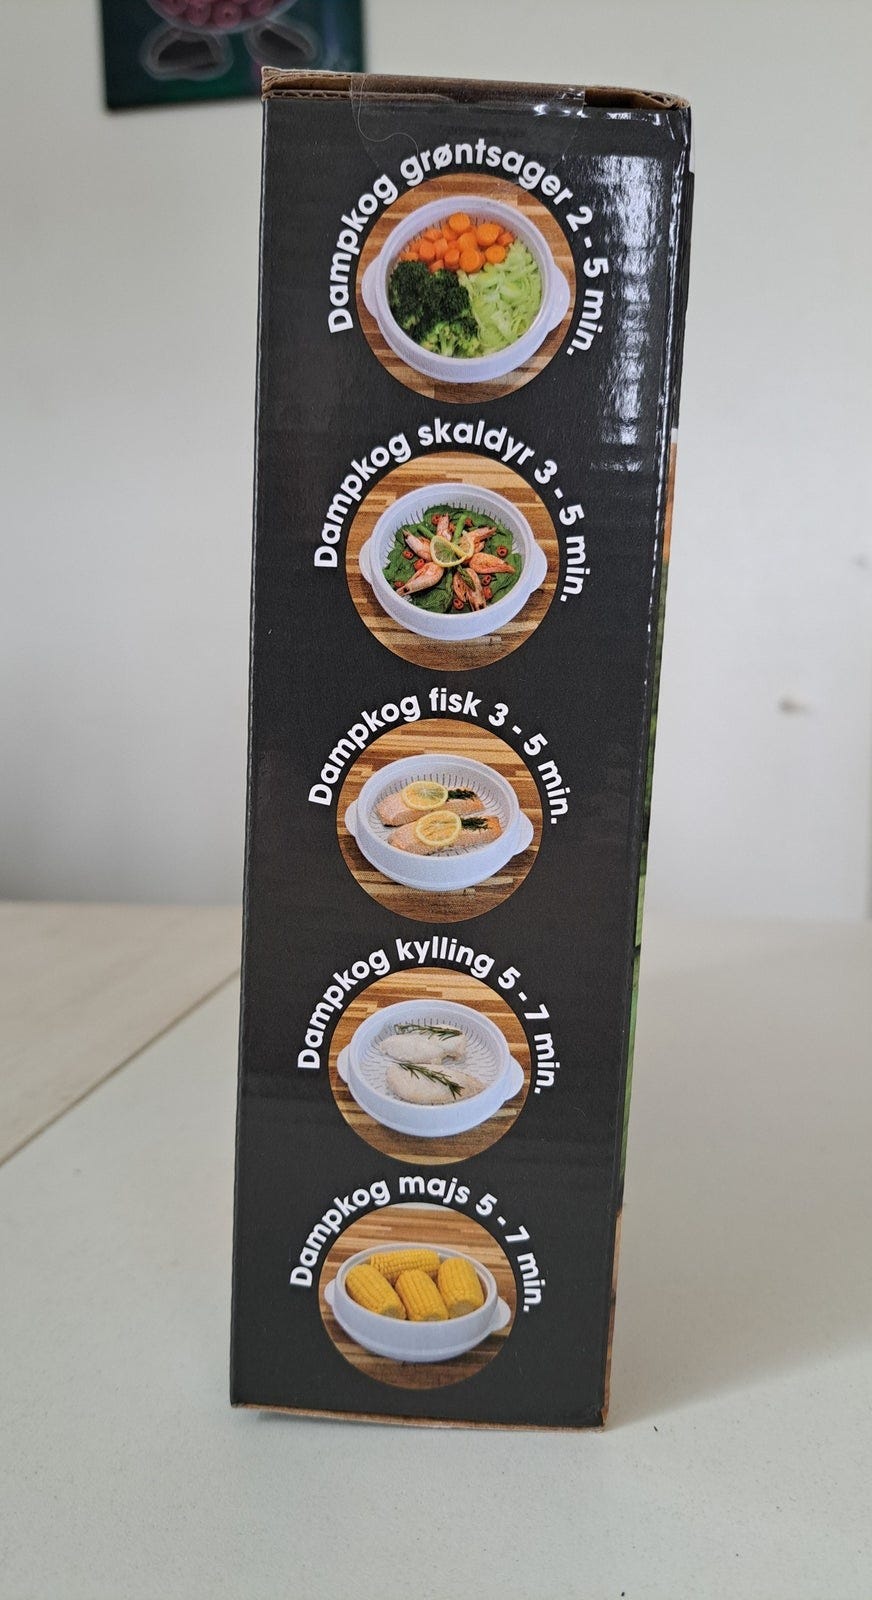 Dampkog grøntsager 2 - 5 min.
Dampkog skaldyr 3 - 5 min.
Dampkog fisk 3 - 5 min.
Dampkog kylling 5 - 7 min.
Dampkog majs 5 - 7 min.